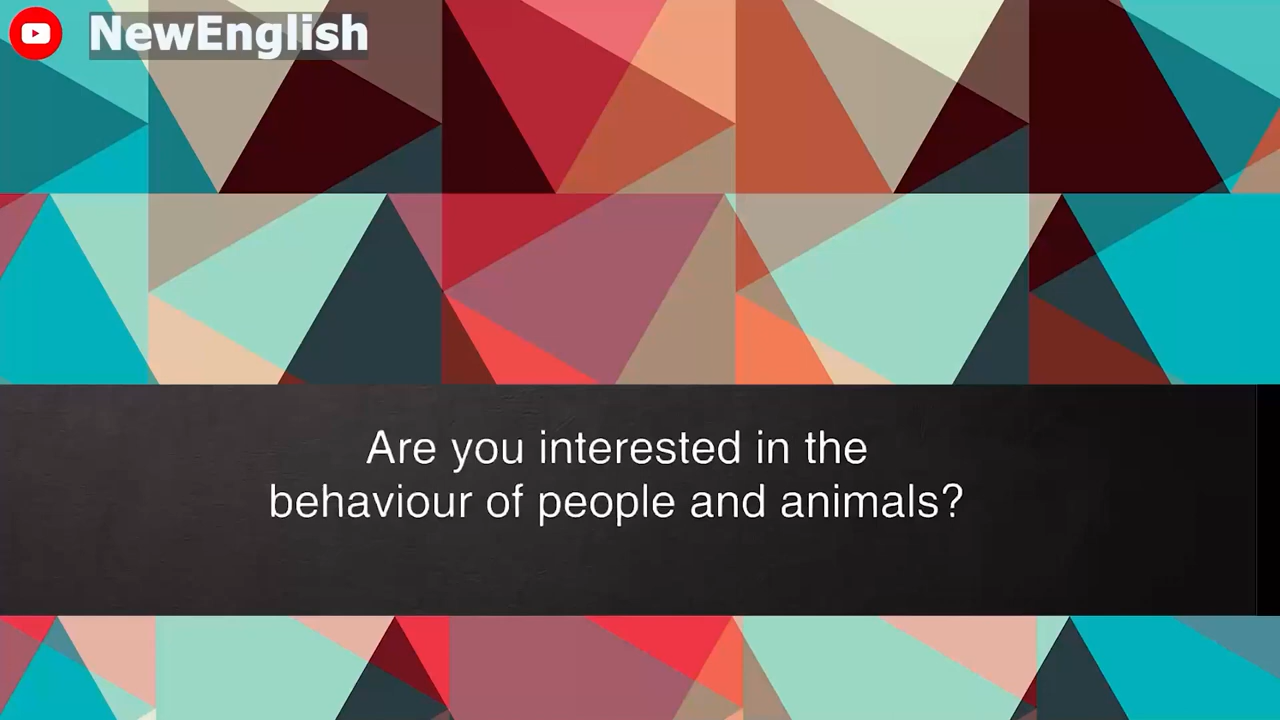 NewEnglish
Are you interested in the
behaviour of people and animals?